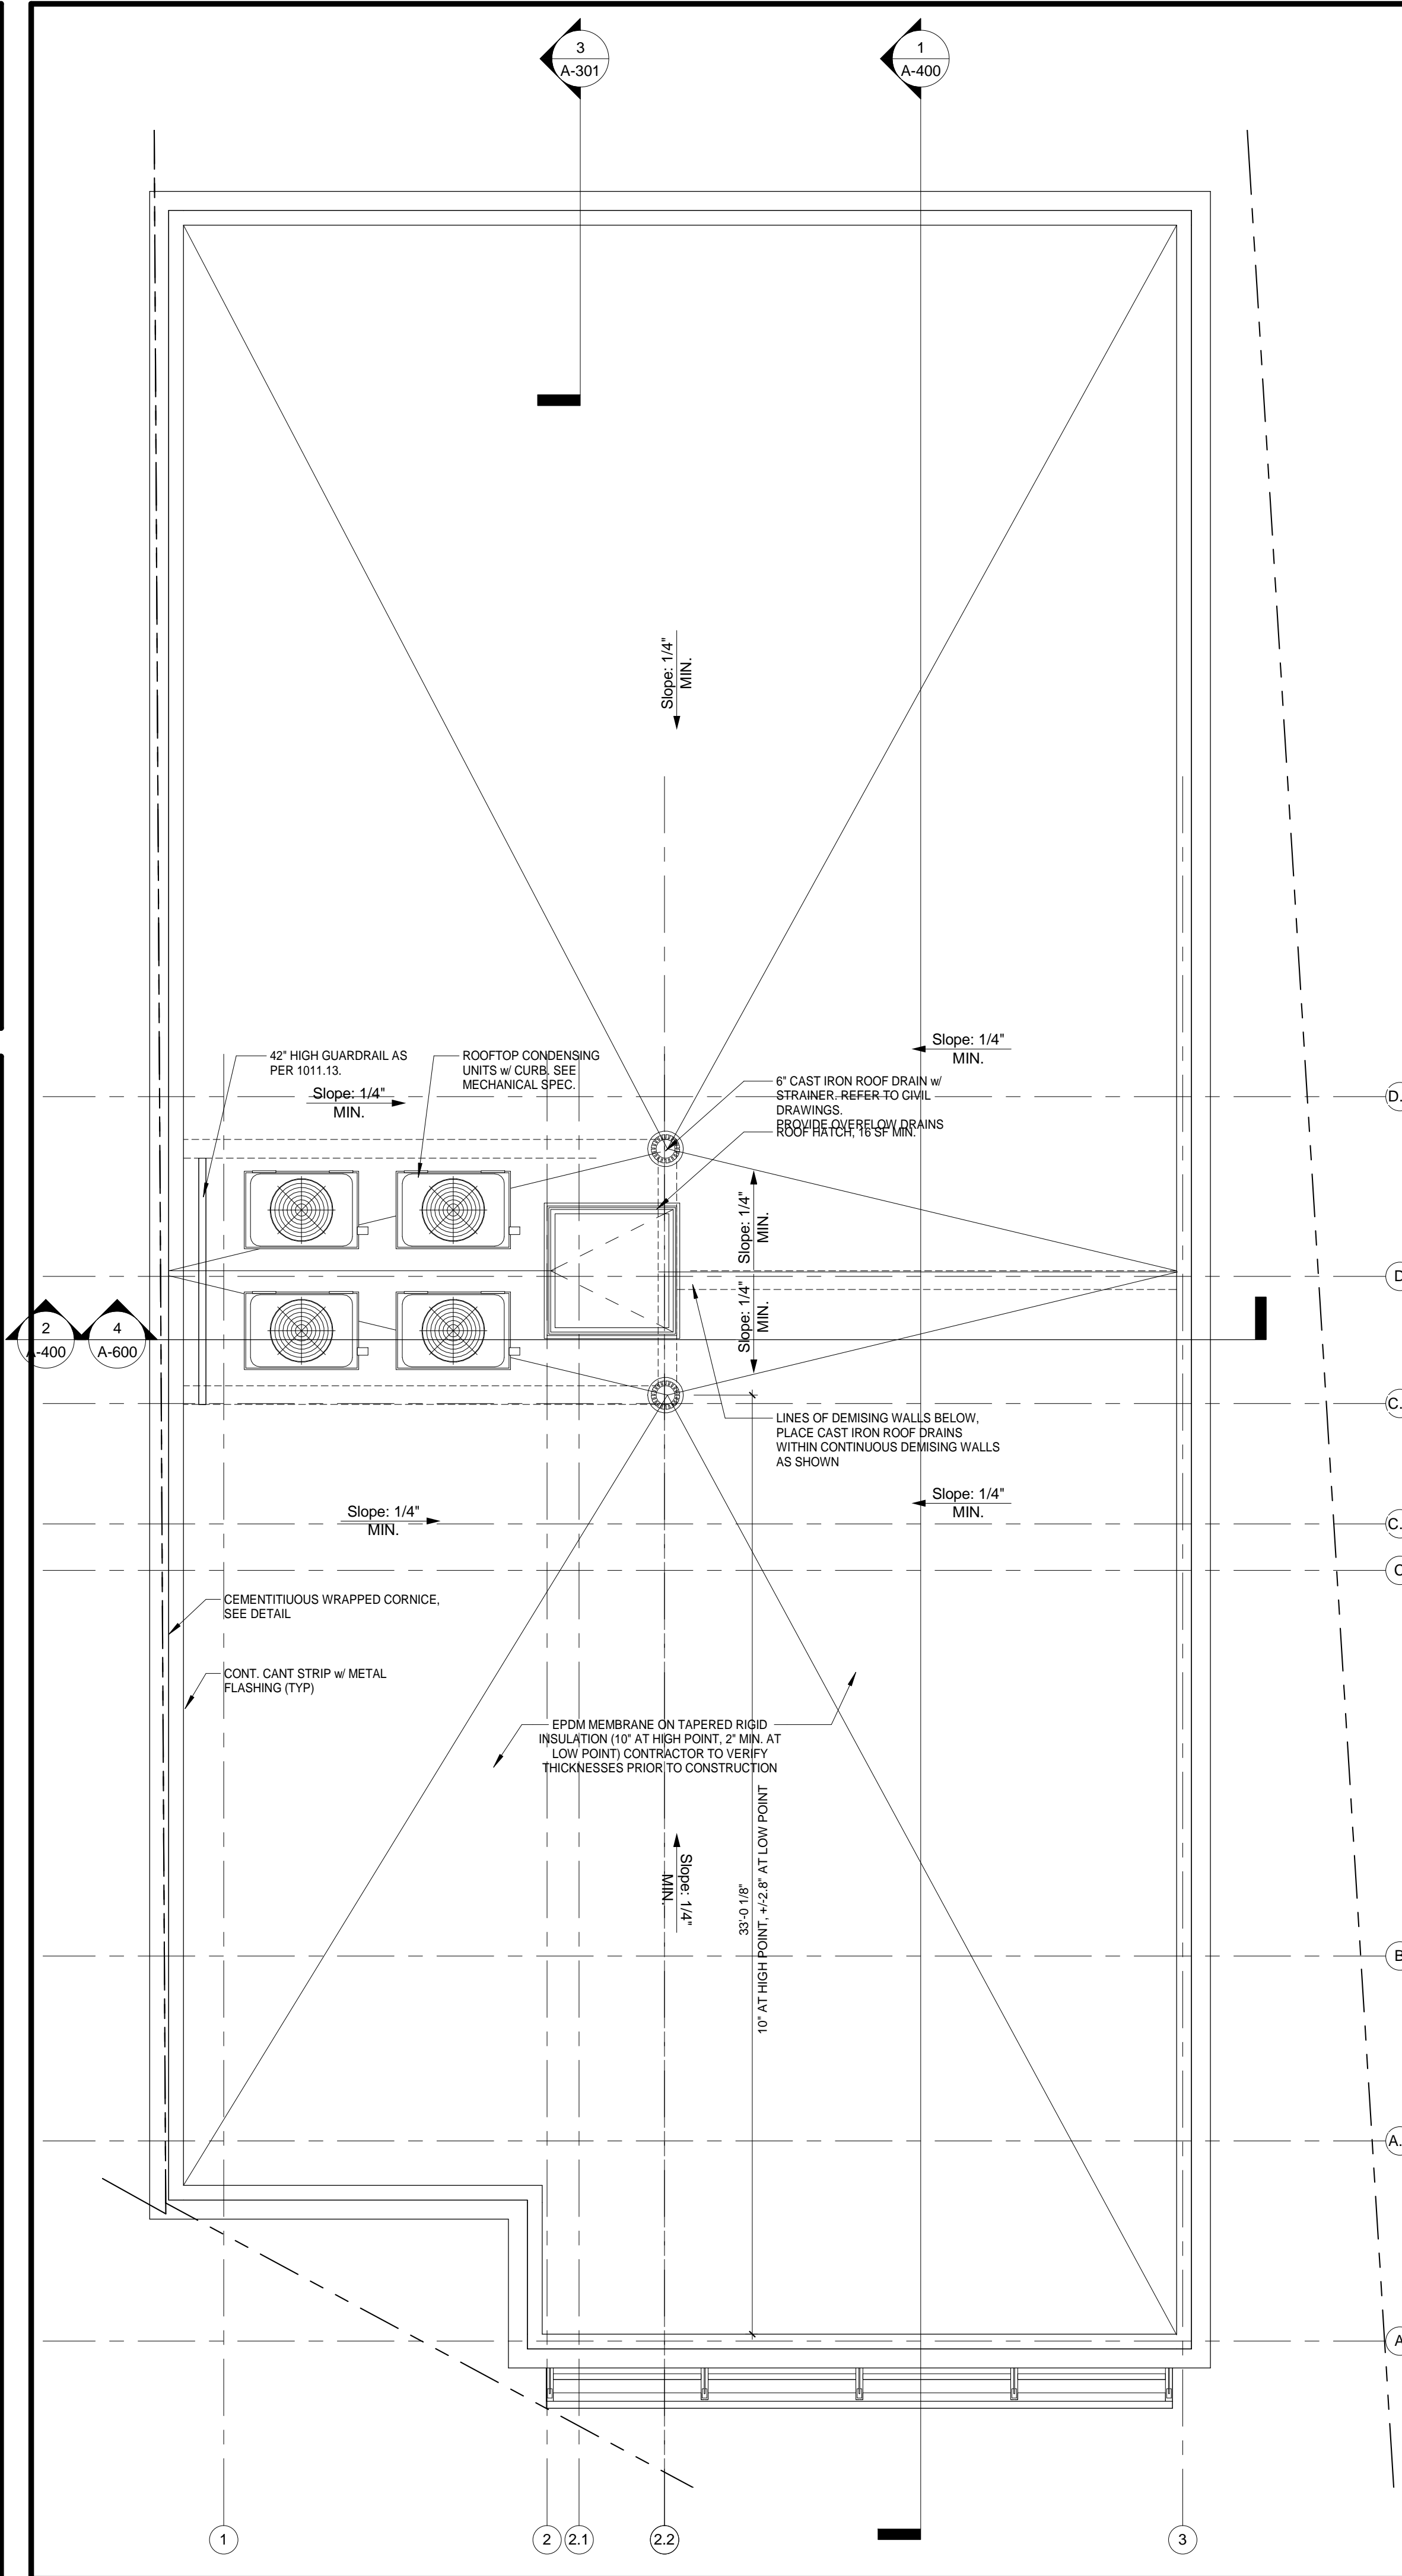 3
A-301
1
A-400
Slope: 1/4"
MIN.
42" HIGH GUARDRAIL AS
PER 1011.13.
Slope: 1/4"
MIN.
ROOFTOP CONDENSING
UNITS w/ CURB. SEE
MECHANICAL SPEC.
Slope: 1/4"
MIN.
6" CAST IRON ROOF DRAIN w/
STRAINER. REFER TO CIVIL
DRAWINGS.
PROVIDE OVERFLOW DRAINS
ROOF HATCH, 16 SF MIN.
D.
Slope: 1/4"
MIN.
D
Slope: 1/4"
MIN.
2
A-400
4
A-600
C.
LINES OF DEMISING WALLS BELOW,
PLACE CAST IRON ROOF DRAINS
WITHIN CONTINUOUS DEMISING WALLS
AS SHOWN
Slope: 1/4"
MIN.
Slope: 1/4"
MIN.
C.
C
CEMENTITIUOUS WRAPPED CORNICE,
SEE DETAIL
CONT. CANT STRIP w/ METAL
FLASHING (TYP)
EPDM MEMBRANE ON TAPERED RIGID
INSULATION (10" AT HIGH POINT, 2" MIN. AT
LOW POINT) CONTRACTOR TO VERIFY
THICKNESSES PRIOR TO CONSTRUCTION
Slope: 1/4"
MIN.
33'-0 1/8"
10" AT HIGH POINT, +/-2.8" AT LOW POINT
B
A.
A
1
2
2.1
2.2
3